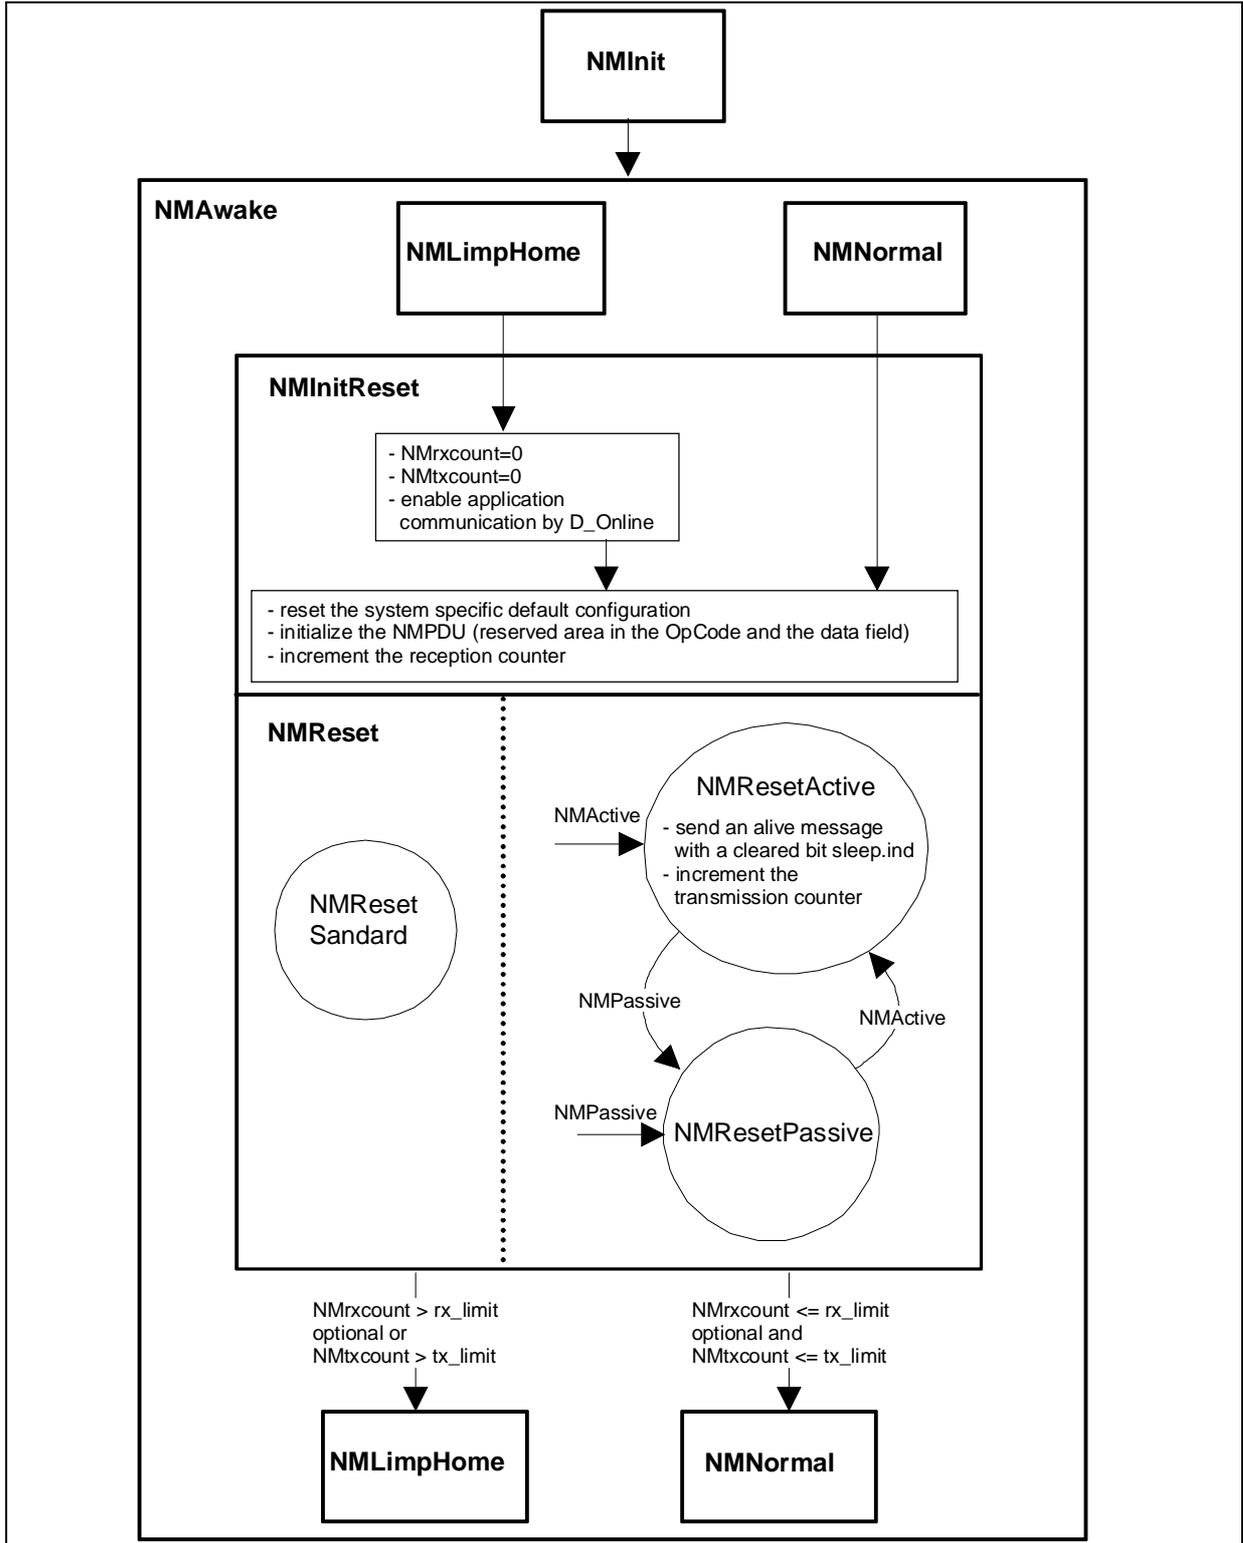 NMInit
NMAwake
NMLimpHome
NMNormal
NMInitReset
- NMrxcount=0
- NMtxcount=0
- enable application
communication by D_Online
- reset the system specific default configuration
- initialize the NMPDU (reserved area in the OpCode and the data field)
- increment the reception counter
NMReset
NMReset
Sandard
NMResetActive
NMActive
- send an alive message
with a cleared bit sleep.ind
- increment the
transmission counter
NMPassive
NMActive
NMPassive
NMResetPassive
NMrxcount > rx_limit
optional or
NMtxcount > tx_limit
NMrxcount <= rx_limit
optional and
NMtxcount <= tx_limit
NMLimpHome
NMNormal